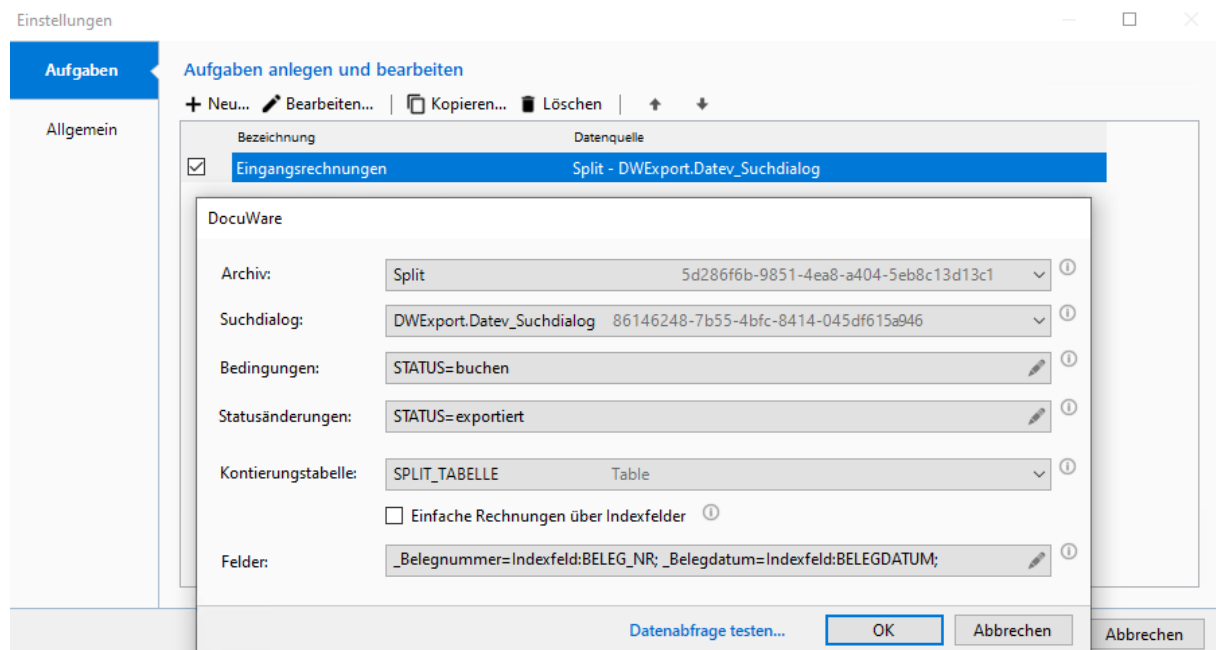 Einstellungen
Aufgaben
Allgemein
Aufgaben anlegen und bearbeiten
Neu... Bearbeiten... Kopieren... Löschen
Bezeichnung Datenquelle
Eingangsrechnungen Split - DWExport.Datev_Suchdialog
DocuWare
Archiv: Split 5d286f6b-9851-4ea8-a404-5eb8c13d13c1
Suchdialog: DWExport.Datev_Suchdialog 86146248-7b55-4bfc-8414-045df615a946
Bedingungen: STATUS=buchen
Statusänderungen: STATUS=exportiert
Kontierungstabelle: SPLIT_TABELLE Table
Einfache Rechnungen über Indexfelder
Felder: _Belegnummer=Indexfeld:BELEG_NR; _Belegdatum=Indexfeld:BELEGDATUM;
Datenabfrage testen... OK Abbrechen
Abbrechen